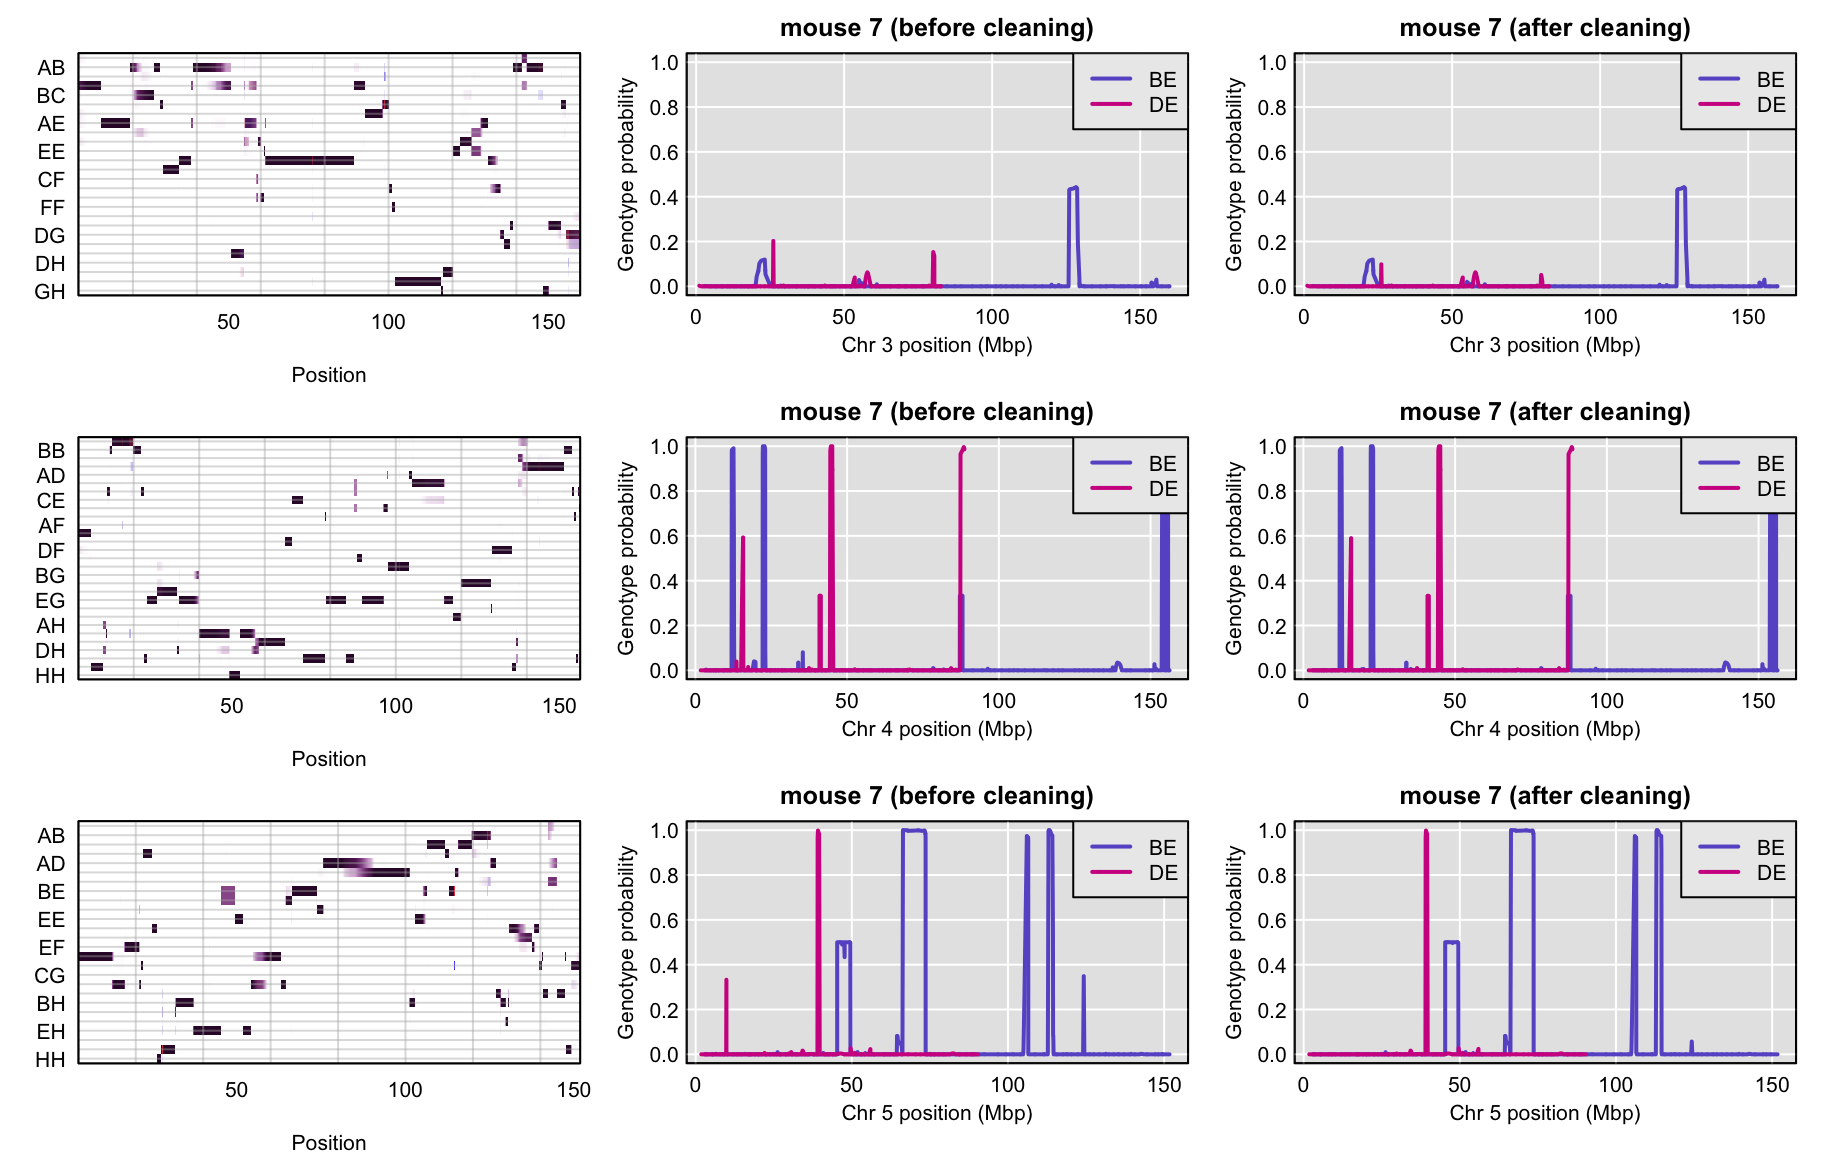 mouse 7 (before cleaning)
mouse 7 (after cleaning)
AB
BC
AE
EE
CF
FF
DG
DH
GH
50
100
150
Position
Genotype probability
1.0
0.8
0.6
0.4
0.2
0.0
BE
DE
0
50
100
150
Chr 3 position (Mbp)
Genotype probability
1.0
0.8
0.6
0.4
0.2
0.0
BE
DE
0
50
100
150
Chr 3 position (Mbp)
mouse 7 (before cleaning)
mouse 7 (after cleaning)
BB
AD
CE
AF
DF
BG
EG
AH
DH
HH
50
100
150
Position
Genotype probability
1.0
0.8
0.6
0.4
0.2
0.0
BE
DE
0
50
100
150
Chr 4 position (Mbp)
Genotype probability
1.0
0.8
0.6
0.4
0.2
0.0
BE
DE
0
50
100
150
Chr 4 position (Mbp)
mouse 7 (before cleaning)
mouse 7 (after cleaning)
AB
AD
BE
EE
EF
CG
BH
EH
HH
50
100
150
Position
Genotype probability
1.0
0.8
0.6
0.4
0.2
0.0
BE
DE
0
50
100
150
Chr 5 position (Mbp)
Genotype probability
1.0
0.8
0.6
0.4
0.2
0.0
BE
DE
0
50
100
150
Chr 5 position (Mbp)